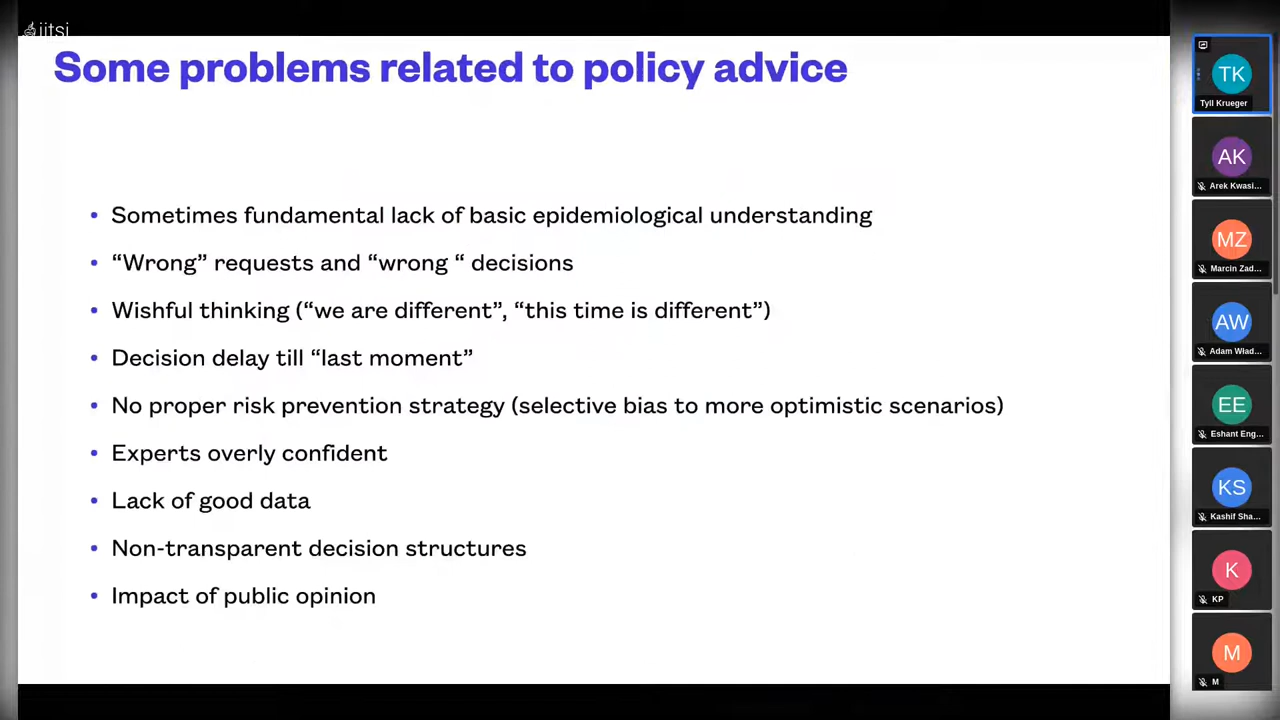 jitsi
Some problems related to policy advice
• Sometimes fundamental lack of basic epidemiological understanding
• “Wrong” requests and “wrong “ decisions
• Wishful thinking (“we are different”, “this time is different”)
• Decision delay till “last moment”
• No proper risk prevention strategy (selective bias to more optimistic scenarios)
• Experts overly confident
• Lack of good data
• Non-transparent decision structures
• Impact of public opinion
TK
Tyll Krueger
AK
Arek Kwasi...
MZ
Marcin Zad...
AW
Adam Wład...
EE
Eshant Eng...
KS
Kashif Sha...
K
KP
M
M